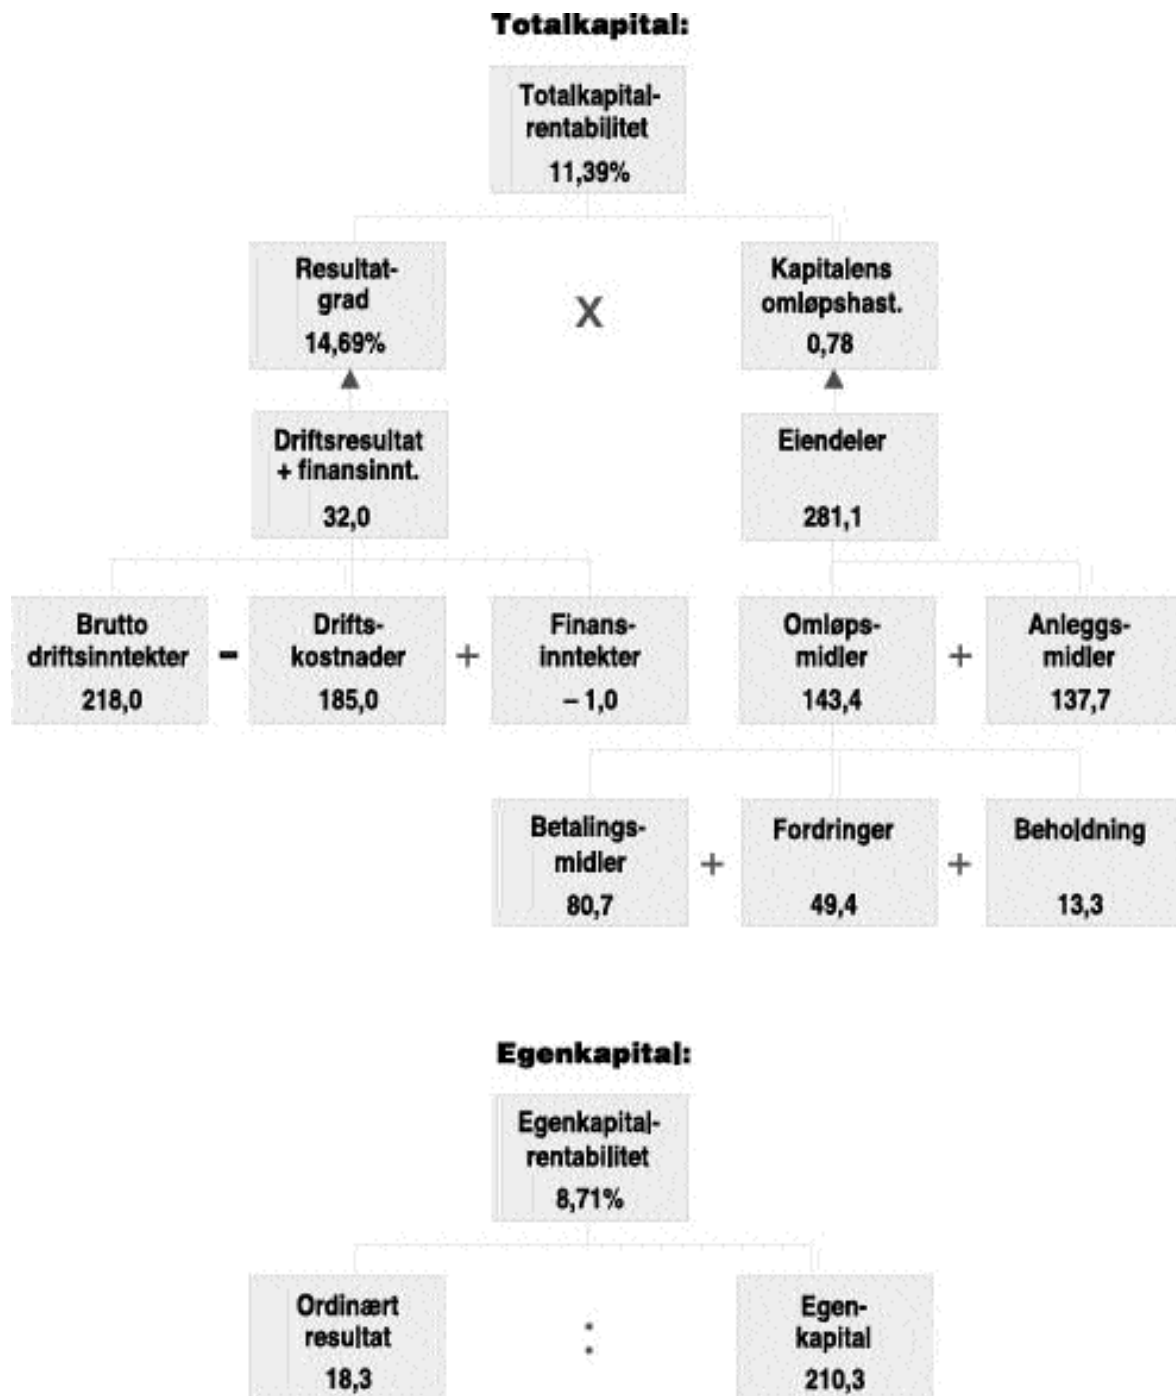 Totalkapital:
Totalkapital-
rentabilitet
11,39%
Resultat-
grad
14,69%
X
Kapitalens
omløpshast.
0,78
Driftsresultat
+ finansinnt.
32,0
Eiendeler
281,1
Brutto
driftsinntekter
218,0
-
Drifts-
kostnader
185,0
+
Finans-
inntekter
– 1,0
Omløps-
midler
143,4
+
Anleggs-
midler
137,7
Betalings-
midler
80,7
+
Fordringer
49,4
+
Beholdning
13,3
Egenkapital:
Egenkapital-
rentabilitet
8,71%
Ordinært
resultat
18,3
:
Egen-
kapital
210,3